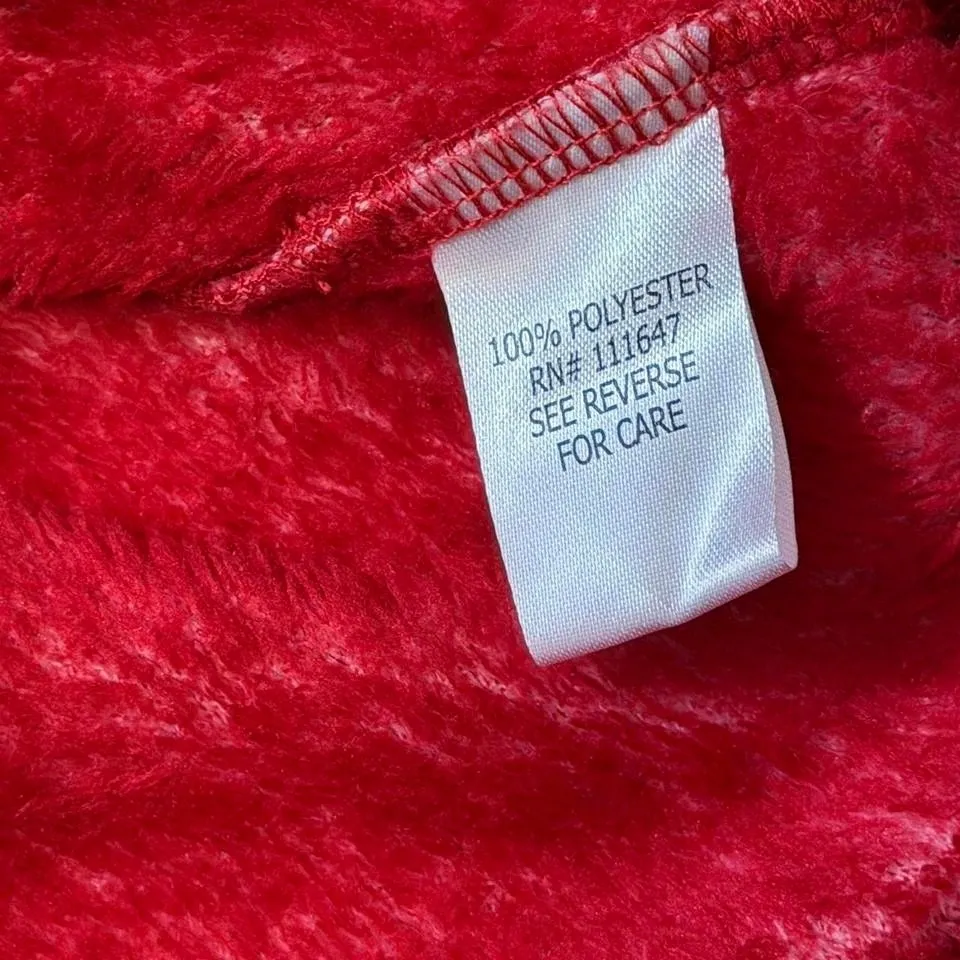 100% POLYESTER
RN# 111647
SEE REVERSE
FOR CARE